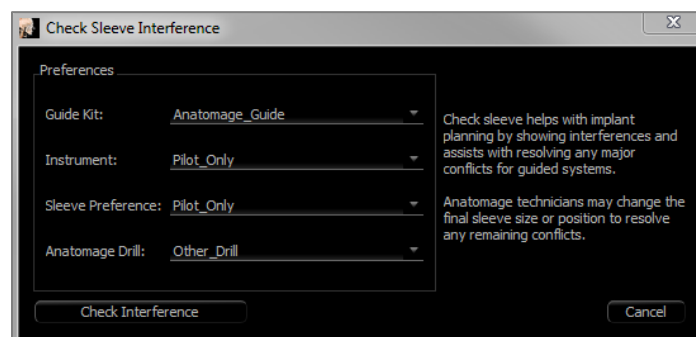 Check Sleeve Interference
Preferences
Guide Kit: Anatomage_Guide
Instrument: Pilot_Only
Sleeve Preference: Pilot_Only
Anatomage Drill: Other_Drill
Check sleeve helps with implant
planning by showing interferences and
assists with resolving any major
conflicts for guided systems.
Anatomage technicians may change the
final sleeve size or position to resolve
any remaining conflicts.
Check Interference
Cancel